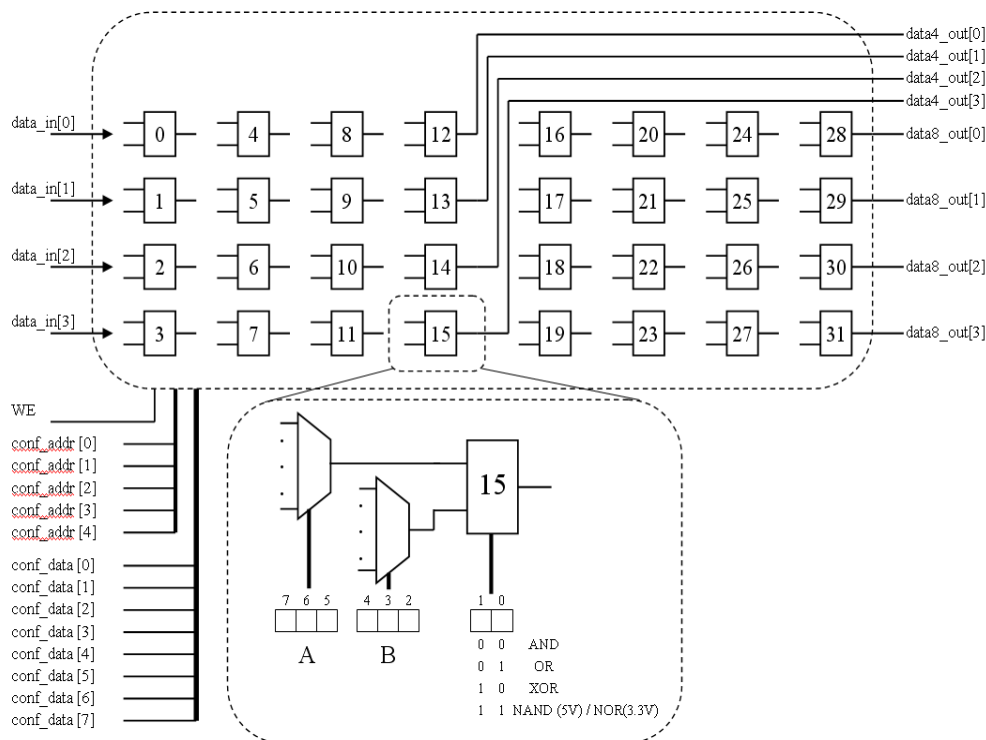 data4_out[0]
data4_out[1]
data4_out[2]
data4_out[3]
data_in[0] 0 4 8 12 16 20 24 28 data8_out[0]
data_in[1] 1 5 9 13 17 21 25 29 data8_out[1]
data_in[2] 2 6 10 14 18 22 26 30 data8_out[2]
data_in[3] 3 7 11 15 19 23 27 31 data8_out[3]
WE
conf_addr [0]
conf_addr [1]
conf_addr [2]
conf_addr [3]
conf_addr [4]
conf_data [0]
conf_data [1]
conf_data [2]
conf_data [3]
conf_data [4]
conf_data [5]
conf_data [6]
conf_data [7]
15
7 6 5 4 3 2 1 0
A B
0 0 AND
0 1 OR
1 0 XOR
1 1 NAND (5V) / NOR(3.3V)